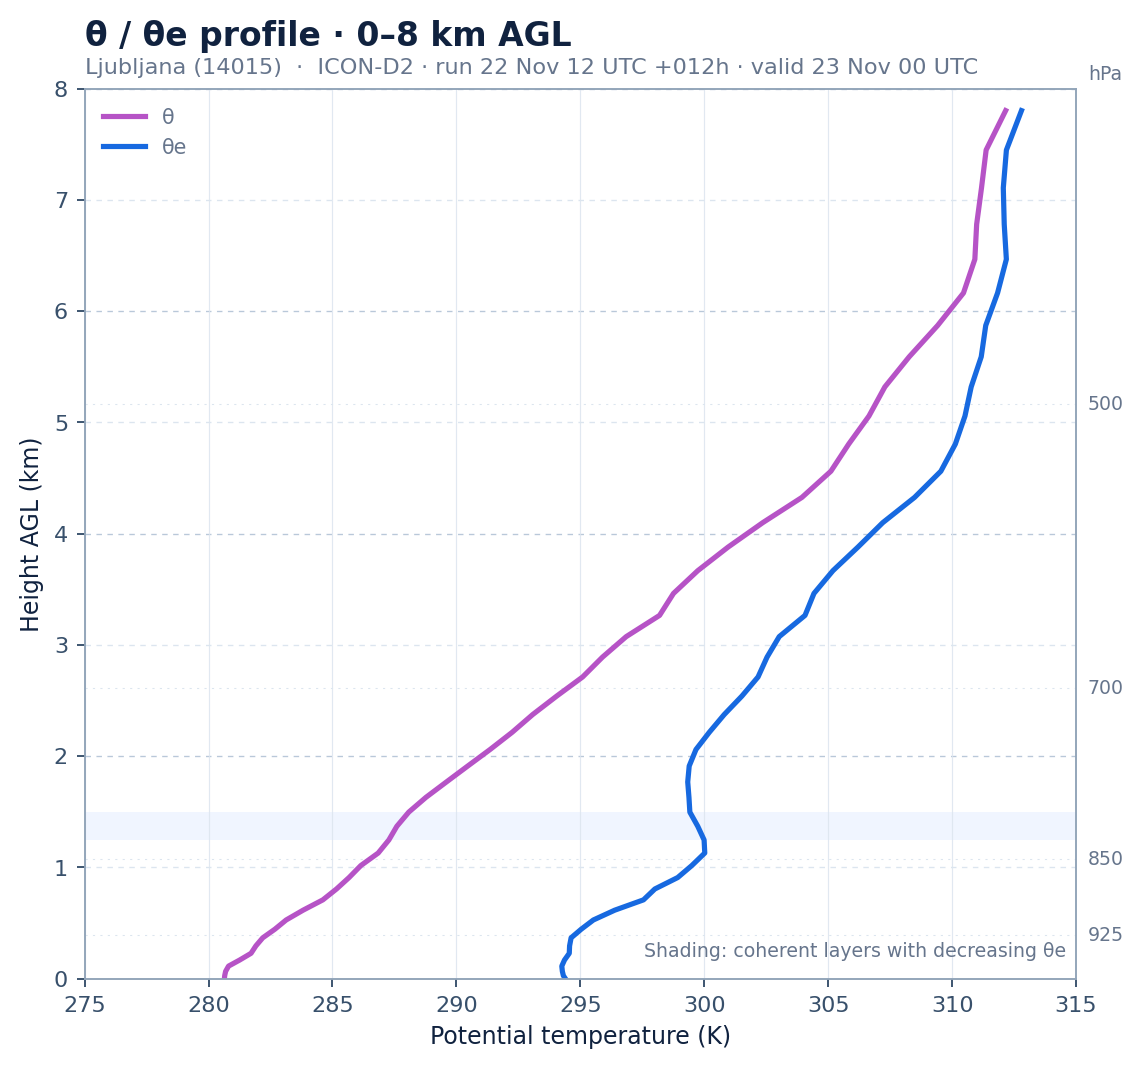 θ / θe profile · 0–8 km AGL
Ljubljana (14015)  ·  ICON-D2 · run 22 Nov 12 UTC +012h · valid 23 Nov 00 UTC
hPa
θ
θe
8
7
6
5
4
3
2
1
0
Height AGL (km)
500
700
850
925
Shading: coherent layers with decreasing θe
275 280 285 290 295 300 305 310 315
Potential temperature (K)